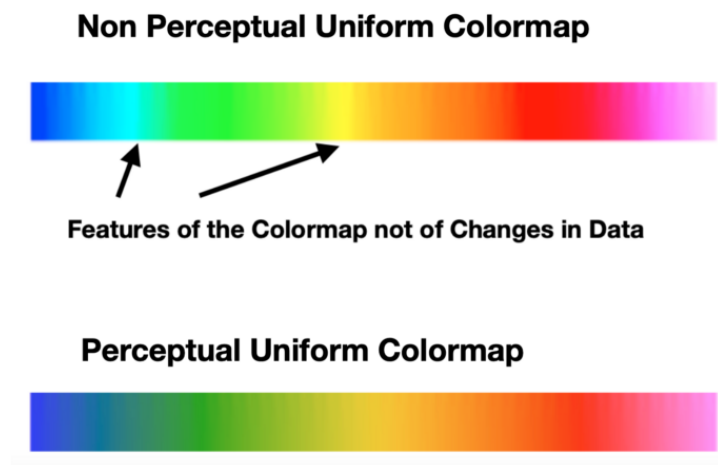 Non Perceptual Uniform Colormap
Features of the Colormap not of Changes in Data
Perceptual Uniform Colormap